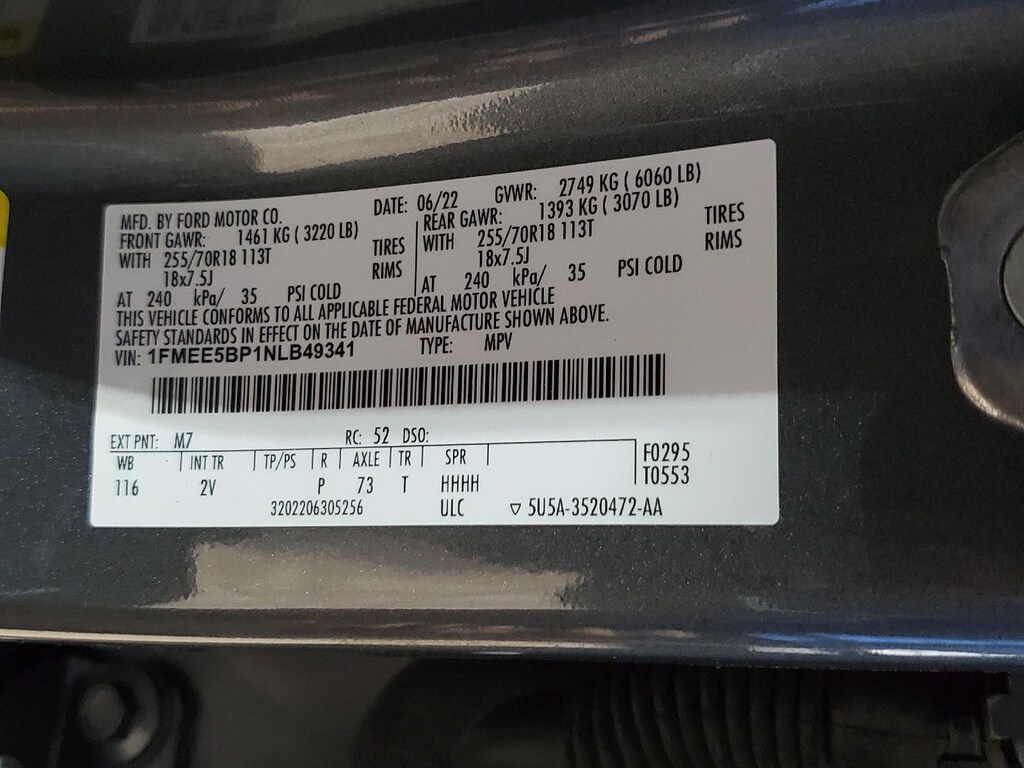 MFD. BY FORD MOTOR CO. DATE: 06/22 GVWR: 2749 KG ( 6060 LB)
FRONT GAWR: 1461 KG ( 3220 LB) REAR GAWR: 1393 KG ( 3070 LB)
WITH 255/70R18 113T TIRES WITH 255/70R18 113T TIRES
18x7.5J RIMS 18x7.5J RIMS
AT 240 kPa/ 35 PSI COLD AT 240 kPa/ 35 PSI COLD
THIS VEHICLE CONFORMS TO ALL APPLICABLE FEDERAL MOTOR VEHICLE
SAFETY STANDARDS IN EFFECT ON THE DATE OF MANUFACTURE SHOWN ABOVE.
VIN: 1FMEE5BP1NLB49341 TYPE: MPV
EXT PNT: M7 RC: 52 DSO:
WB INT TR TP/PS R AXLE TR SPR F0295
116 2V P 73 T HHHH T0553
3202206305256 ULC ▽ 5U5A-3520472-AA